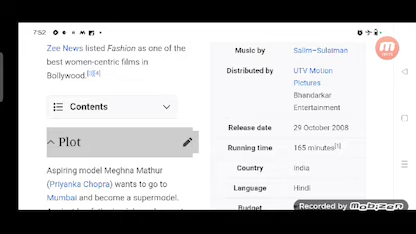 7:52
Zee News listed Fashion as one of the
best women-centric films in
Bollywood.[3][4]
Contents
Plot
Aspiring model Meghna Mathur
(Priyanka Chopra) wants to go to
Mumbai and become a supermodel.
Music by Salim–Sulaiman
Distributed by UTV Motion
Pictures
Bhandarkar
Entertainment
Release date 29 October 2008
Running time 165 minutes[1]
Country India
Language Hindi
Budget
Recorded by Mobizen